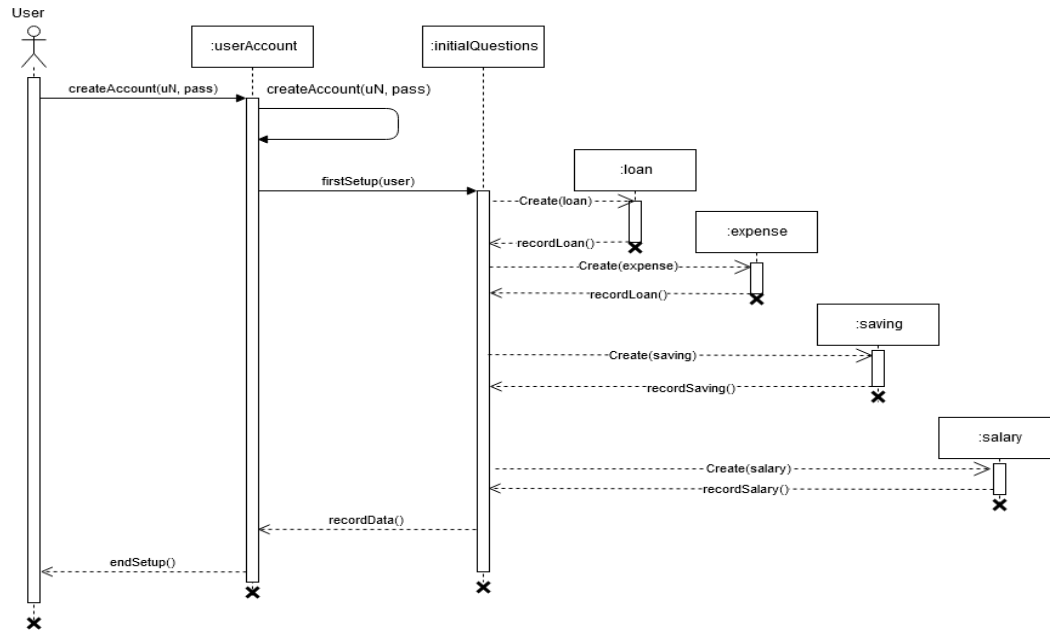 User
:userAccount
:initialQuestions
createAccount(uN, pass)
createAccount(uN, pass)
:loan
firstSetup(user)
Create(loan)
:expense
recordLoan()
Create(expense)
recordLoan()
:saving
Create(saving)
recordSaving()
:salary
Create(salary)
recordSalary()
recordData()
endSetup()